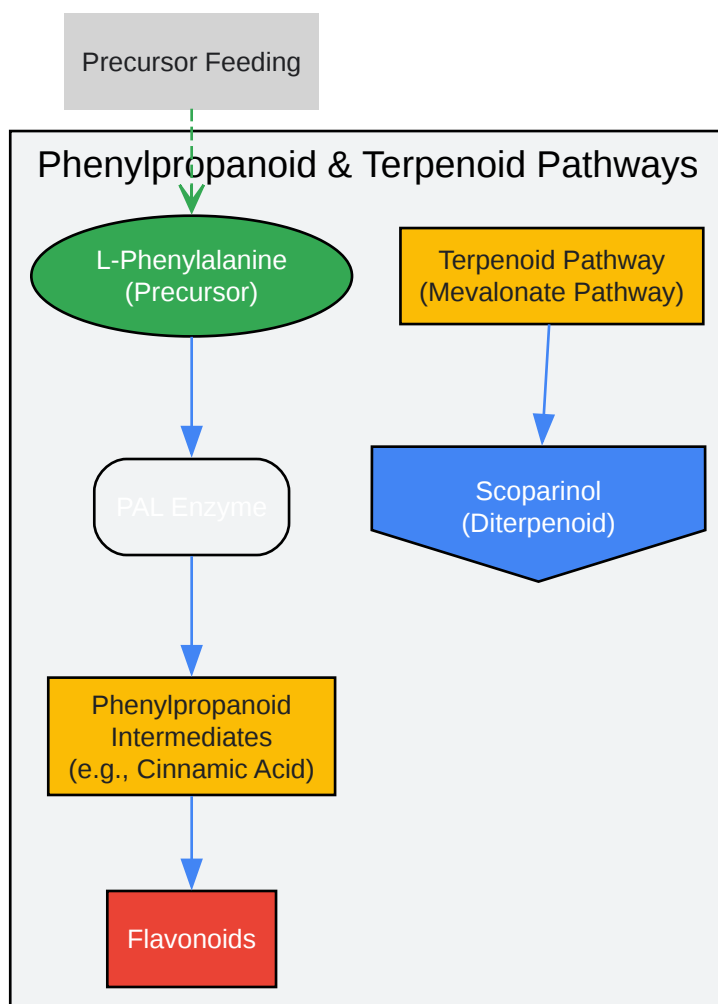 Precursor Feeding
Phenylpropanoid & Terpenoid Pathways
L-Phenylalanine
(Precursor)
Terpenoid Pathway
(Mevalonate Pathway)
PAL Enzyme
Scoparinol
(Diterpenoid)
Phenylpropanoid
Intermediates
(e.g., Cinnamic Acid)
Flavonoids